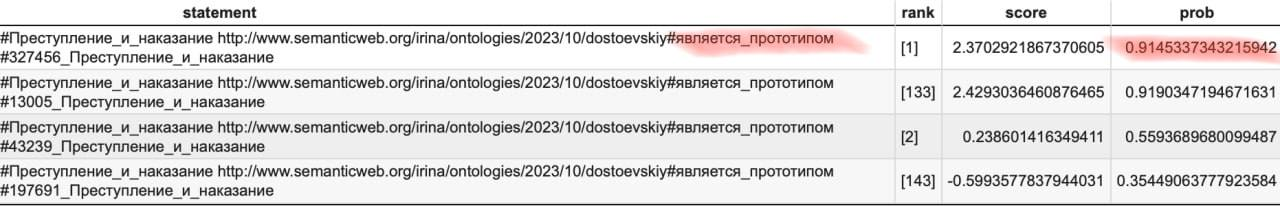 statement rank score prob
#Преступление_и_наказание http://www.semanticweb.org/irina/ontologies/2023/10/dostoevskiy#является_прототипом
#327456_Преступление_и_наказание
[1] 2.3702921867370605 0.9145337343215942
#Преступление_и_наказание http://www.semanticweb.org/irina/ontologies/2023/10/dostoevskiy#является_прототипом
#13005_Преступление_и_наказание
[133] 2.4293036460876465 0.9190347194671631
#Преступление_и_наказание http://www.semanticweb.org/irina/ontologies/2023/10/dostoevskiy#является_прототипом
#43239_Преступление_и_наказание
[2] 0.238601416349411 0.5593689680099487
#Преступление_и_наказание http://www.semanticweb.org/irina/ontologies/2023/10/dostoevskiy#является_прототипом
#197691_Преступление_и_наказание
[143] -0.5993577837944031 0.35449063777923584